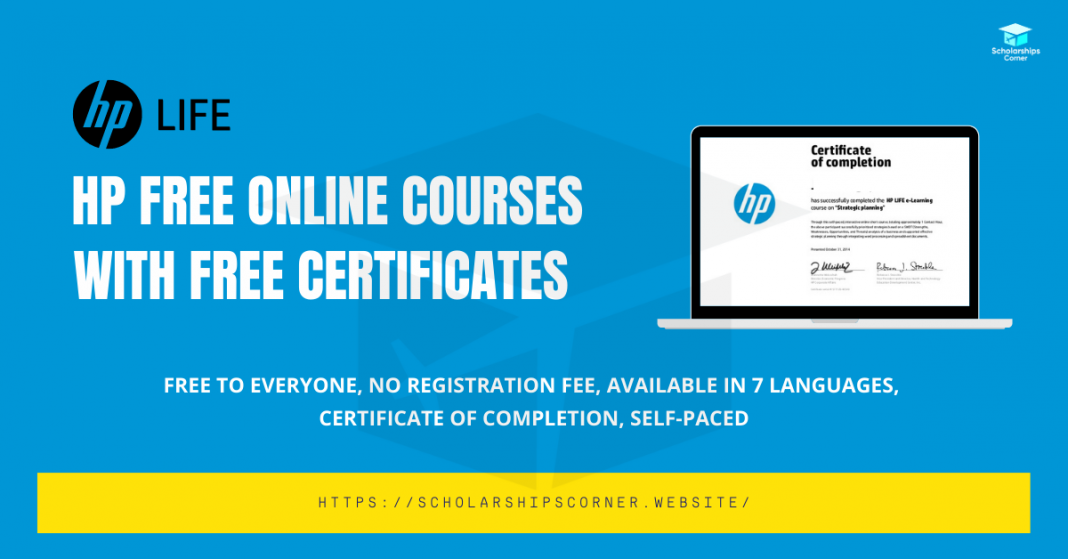 Scholarships
Corner
hp LIFE
HP FREE ONLINE COURSES
WITH FREE CERTIFICATES
Certificate
of completion
hp
has successfully completed the HP LIFE e-Learning
course on "Strategic planning"
FREE TO EVERYONE, NO REGISTRATION FEE, AVAILABLE IN 7 LANGUAGES,
CERTIFICATE OF COMPLETION, SELF-PACED
HTTPS://SCHOLARSHIPSCORNER.WEBSITE/